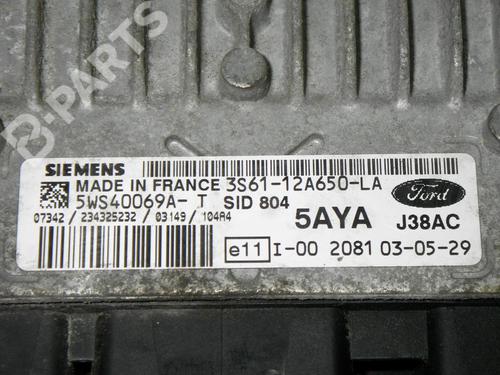 B-PARTS
SIEMENS
MADE IN FRANCE 3S61-12A650-LA
5WS40069A- T SID 804
07342 / 234325232 / 03149 / 104A4
5AYA J38AC
Ford
e11 I-00 2081 03-05-29